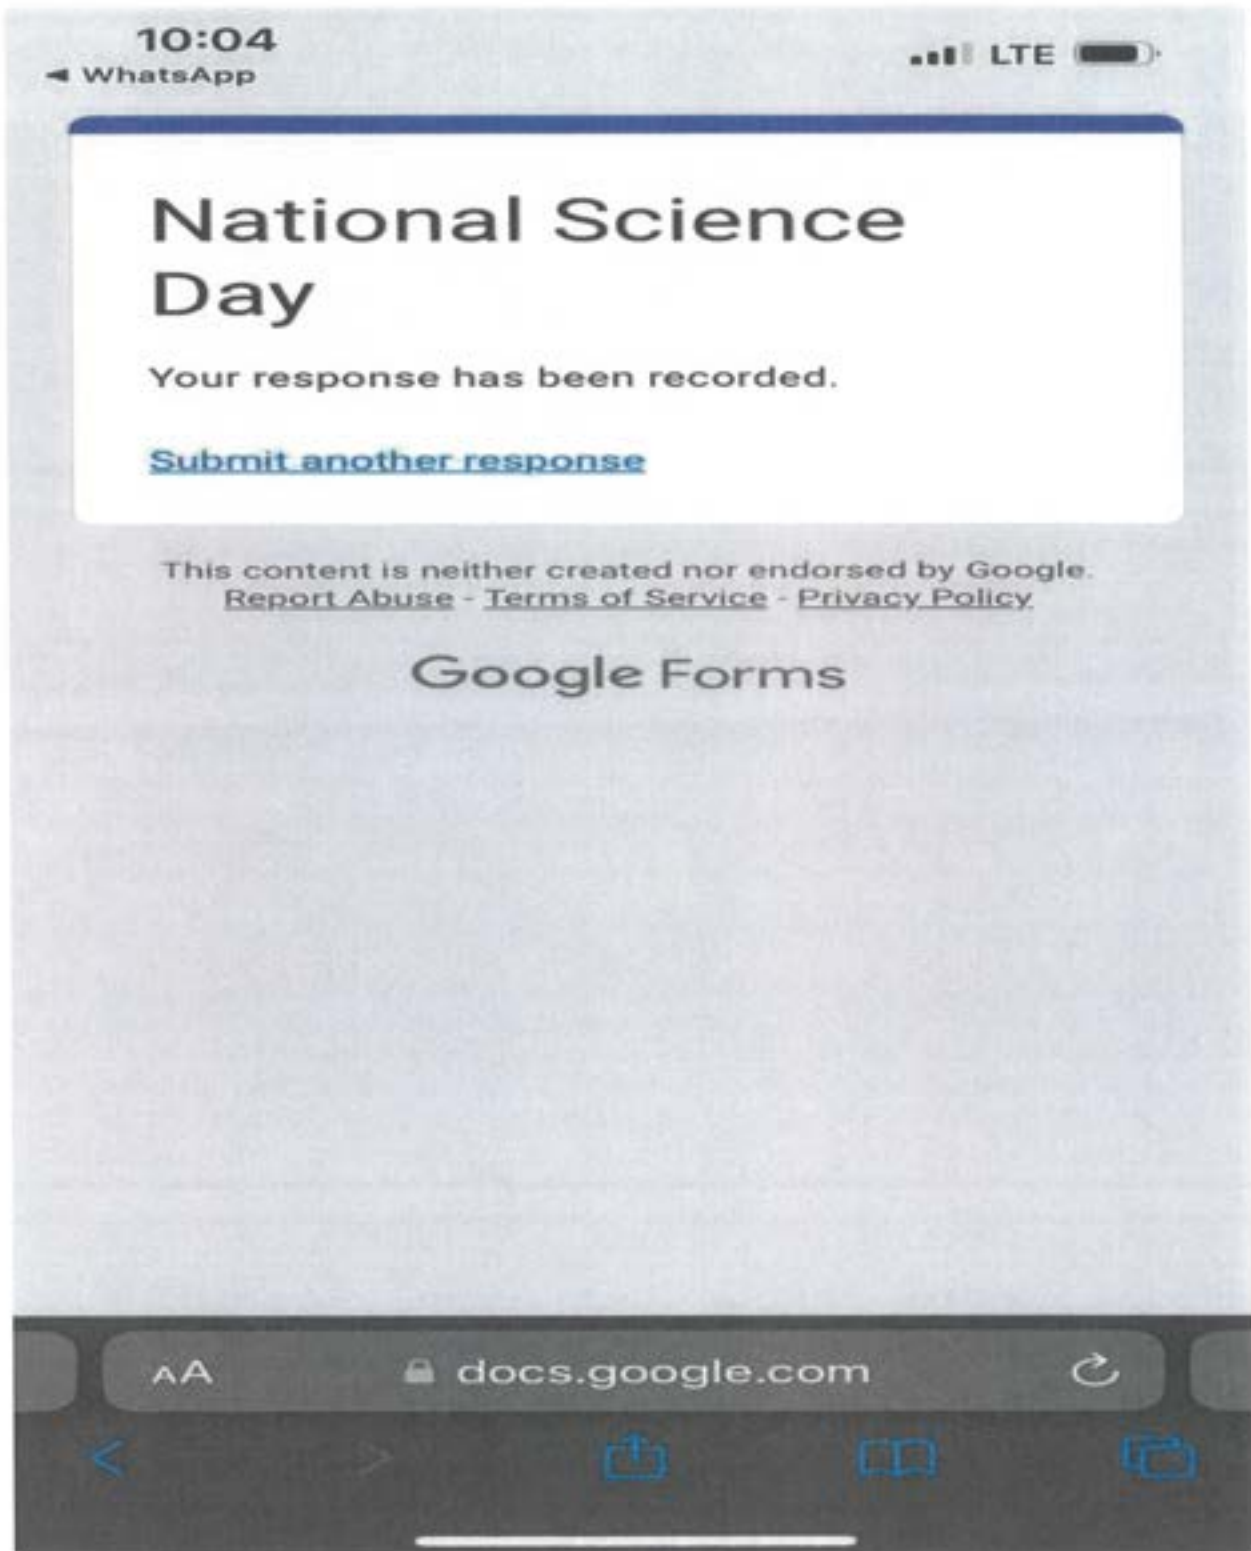 10:04
LTE
◄ WhatsApp
National Science
Day
Your response has been recorded.
Submit another response
This content is neither created nor endorsed by Google.
Report Abuse - Terms of Service - Privacy Policy
Google Forms
AA docs.google.com